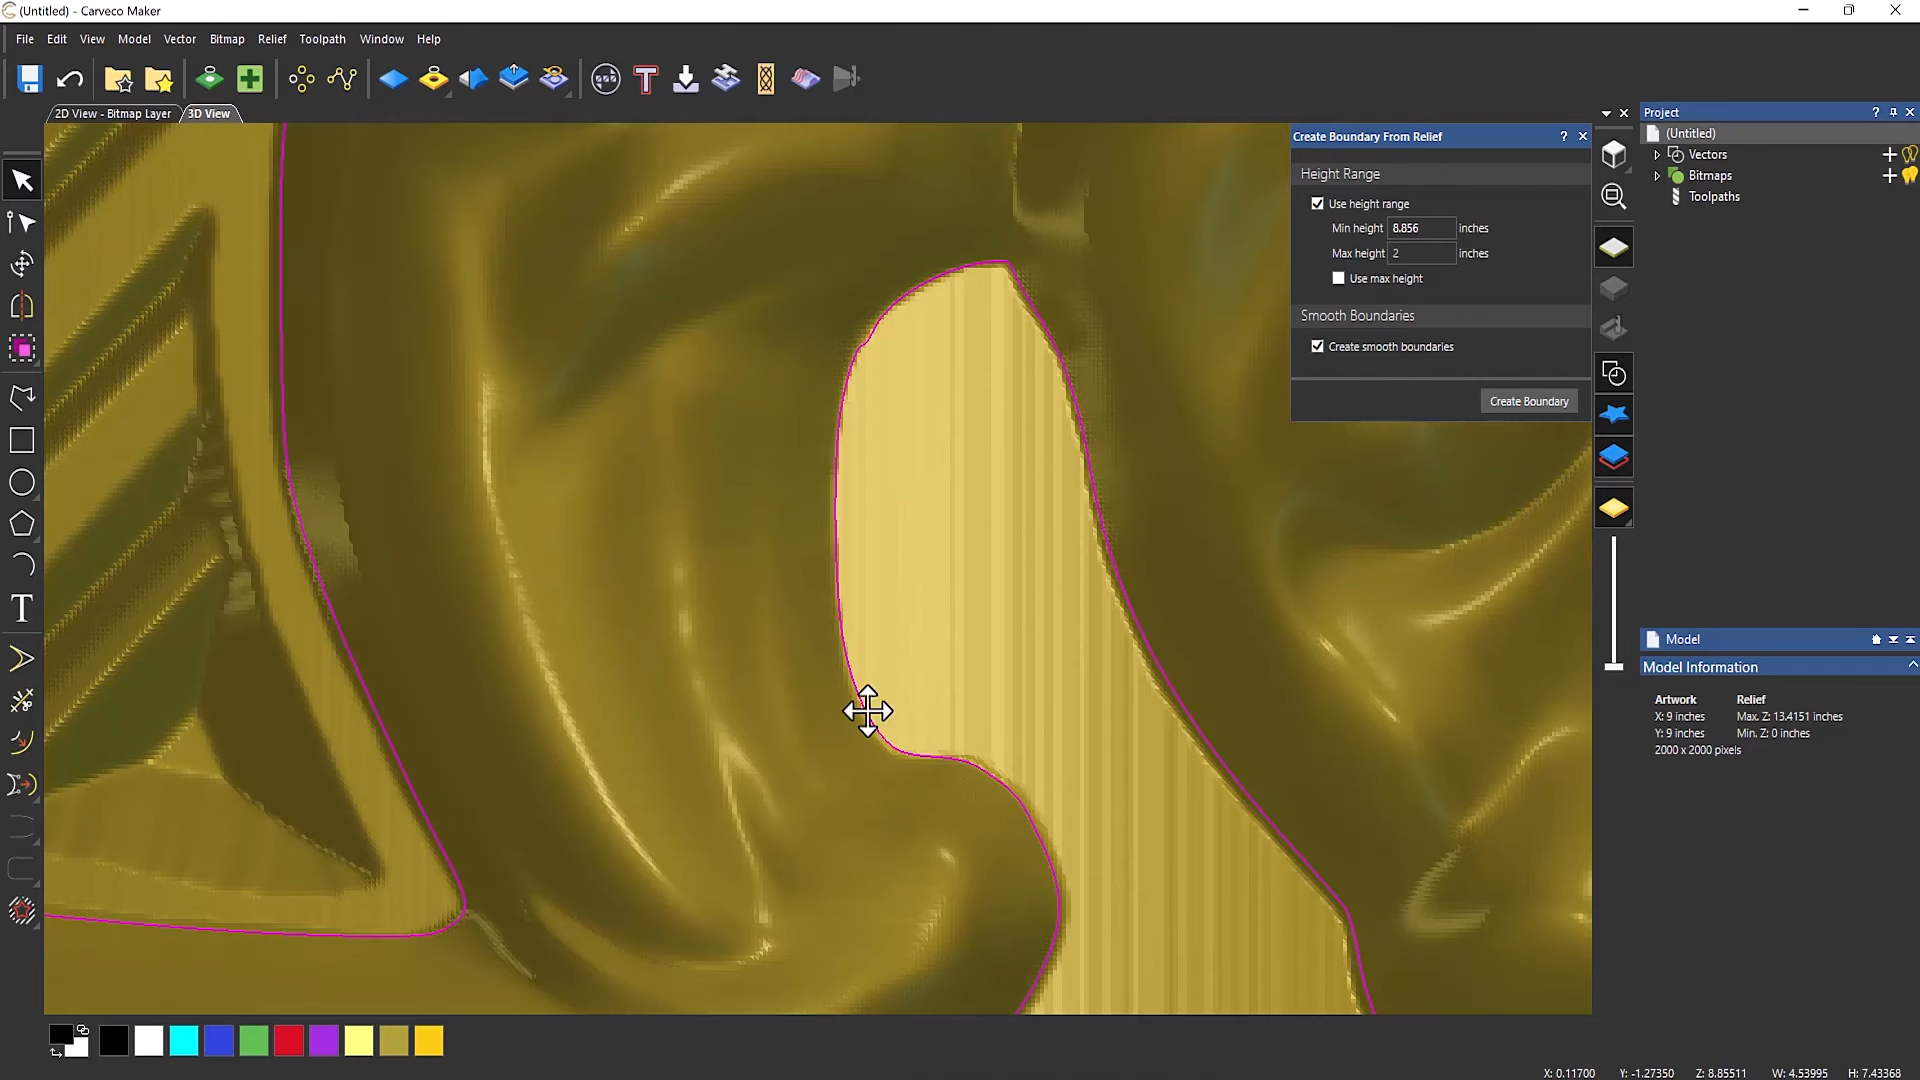 (Untitled) - Carveco Maker
File Edit View Model Vector Bitmap Relief Toolpath Window Help
2D View - Bitmap Layer
3D View
Create Boundary From Relief
Height Range
Use height range
Min height 8.856 inches
Max height 2 inches
Use max height
Smooth Boundaries
Create smooth boundaries
Create Boundary
Project
(Untitled)
Vectors
Bitmaps
Toolpaths
Model
Model Information
Artwork Relief
X: 9 inches Max. Z: 13.4151 inches
Y: 9 inches Min. Z: 0 inches
2000 x 2000 pixels
X: 0.11700 Y: -1.27350 Z: 8.85511 W: 4.53995 H: 7.43368